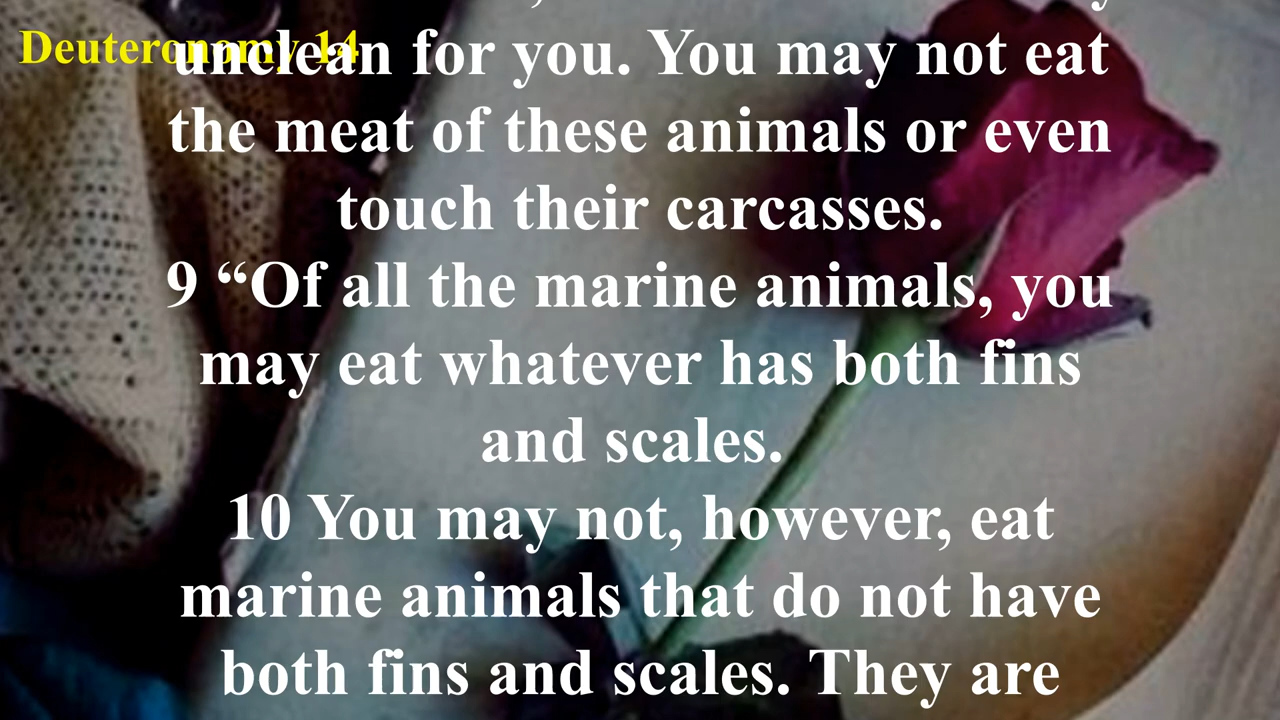 Deuteronomy 14
unclean for you. You may not eat
the meat of these animals or even
touch their carcasses.
9 “Of all the marine animals, you
may eat whatever has both fins
and scales.
10 You may not, however, eat
marine animals that do not have
both fins and scales. They are